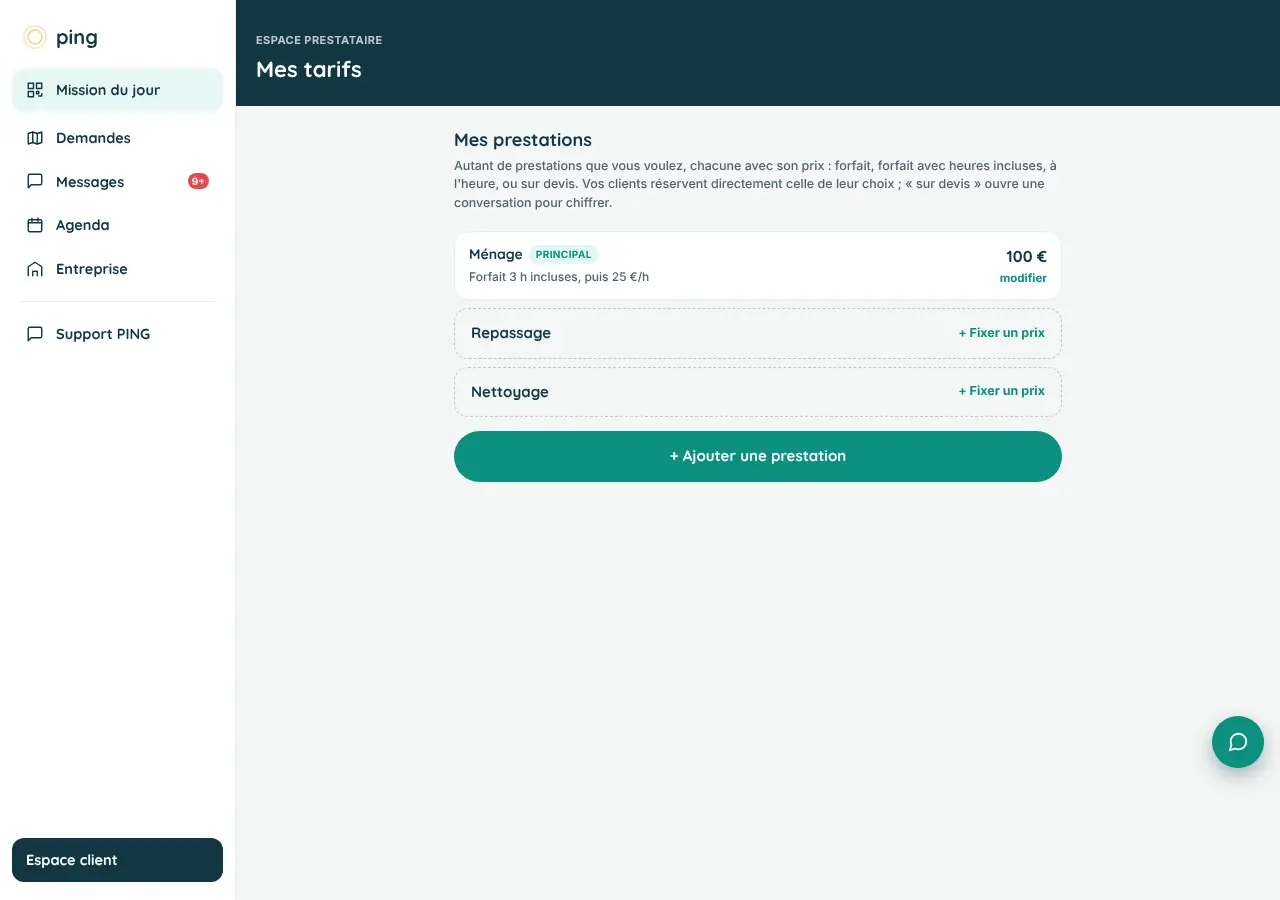 ping
Mission du jour
Demandes
Messages 9+
Agenda
Entreprise
Support PING
Espace client
ESPACE PRESTATAIRE
Mes tarifs
Mes prestations
Autant de prestations que vous voulez, chacune avec son prix : forfait, forfait avec heures incluses, à
l'heure, ou sur devis. Vos clients réservent directement celle de leur choix ; « sur devis » ouvre une
conversation pour chiffrer.
Ménage PRINCIPAL 100 €
Forfait 3 h incluses, puis 25 €/h modifier
Repassage + Fixer un prix
Nettoyage + Fixer un prix
+ Ajouter une prestation